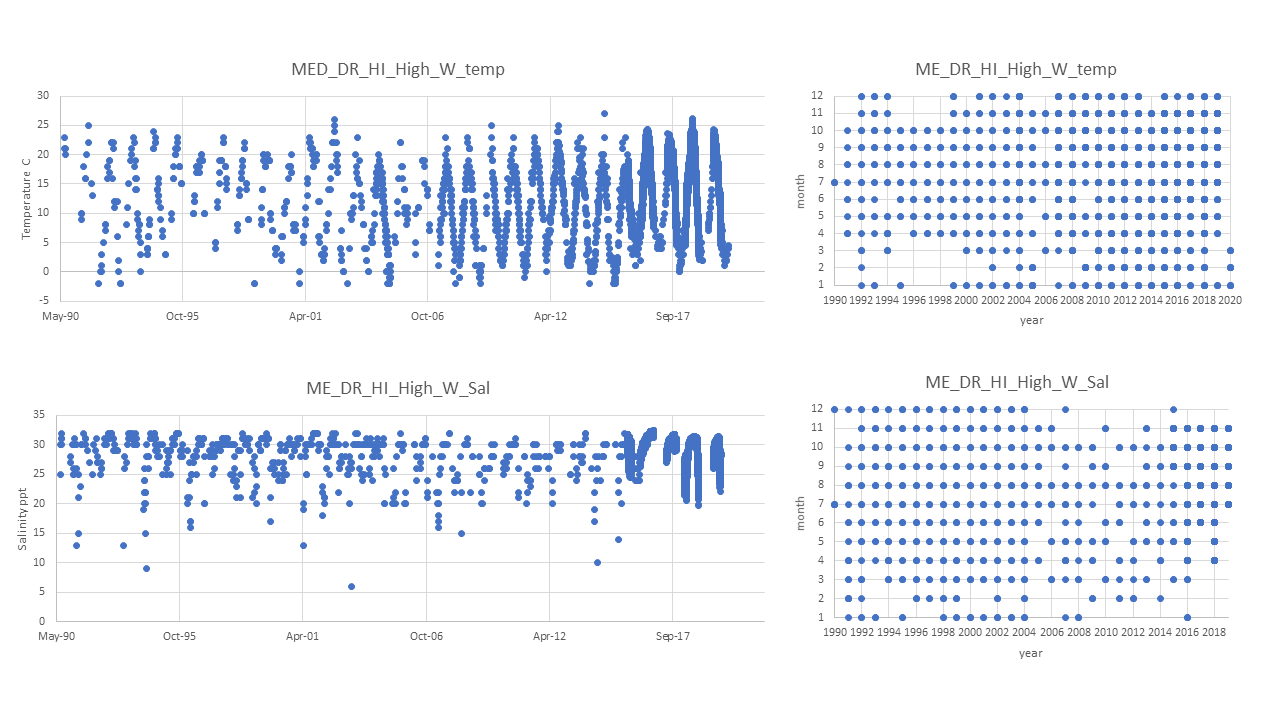 MED_DR_HI_High_W_temp
30
25
20
15
10
5
0
-5
Temperature C
May-90 Oct-95 Apr-01 Oct-06 Apr-12 Sep-17
ME_DR_HI_High_W_temp
12
11
10
9
8
7
6
5
4
3
2
1
month
1990 1992 1994 1996 1998 2000 2002 2004 2006 2008 2010 2012 2014 2016 2018 2020
year
ME_DR_HI_High_W_Sal
35
30
25
20
15
10
5
0
Salinity ppt
May-90 Oct-95 Apr-01 Oct-06 Apr-12 Sep-17
ME_DR_HI_High_W_Sal
12
11
10
9
8
7
6
5
4
3
2
1
month
1990 1992 1994 1996 1998 2000 2002 2004 2006 2008 2010 2012 2014 2016 2018
year